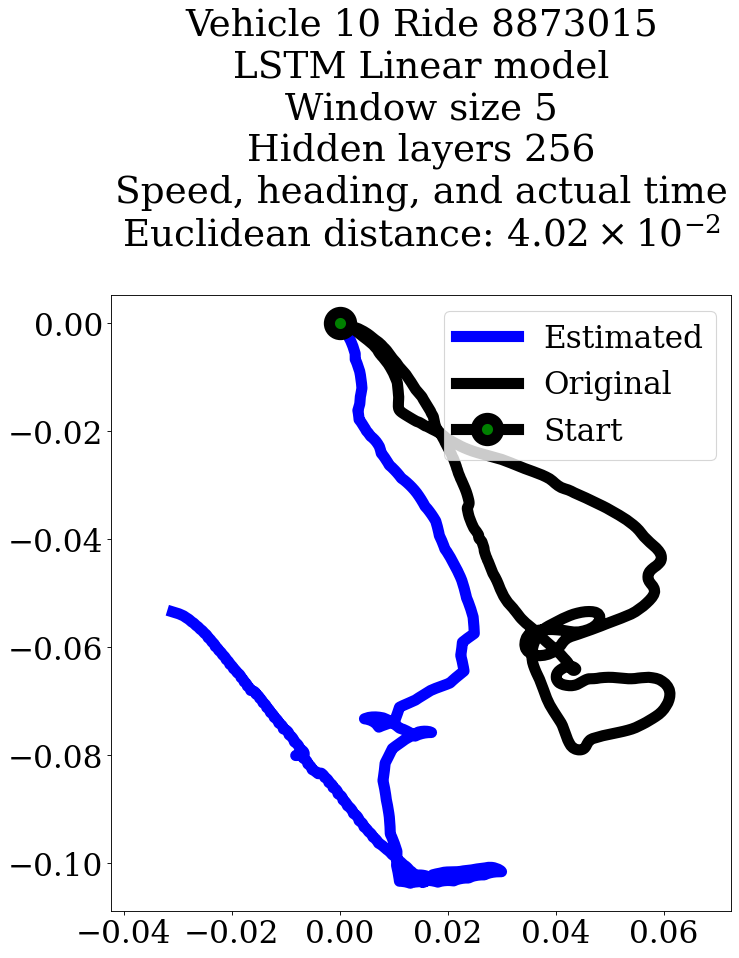 Vehicle 10 Ride 8873015
LSTM Linear model
Window size 5
Hidden layers 256
Speed, heading, and actual time
Euclidean distance: 4.02 × 10⁻²
Estimated
Original
Start
0.00
−0.02
−0.04
−0.06
−0.08
−0.10
−0.04 −0.02 0.00 0.02 0.04 0.06